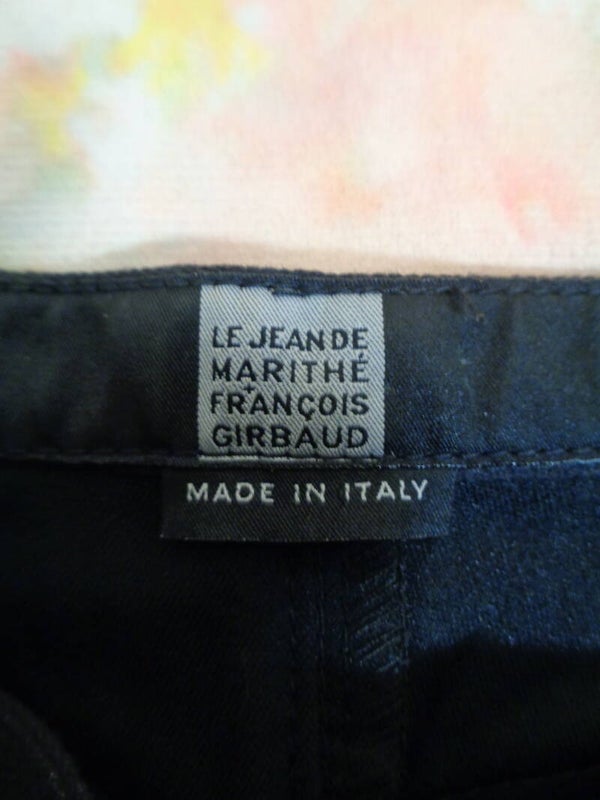 LE JEAN DE
MARITHÉ
+
FRANÇOIS
GIRBAUD
MADE IN ITALY